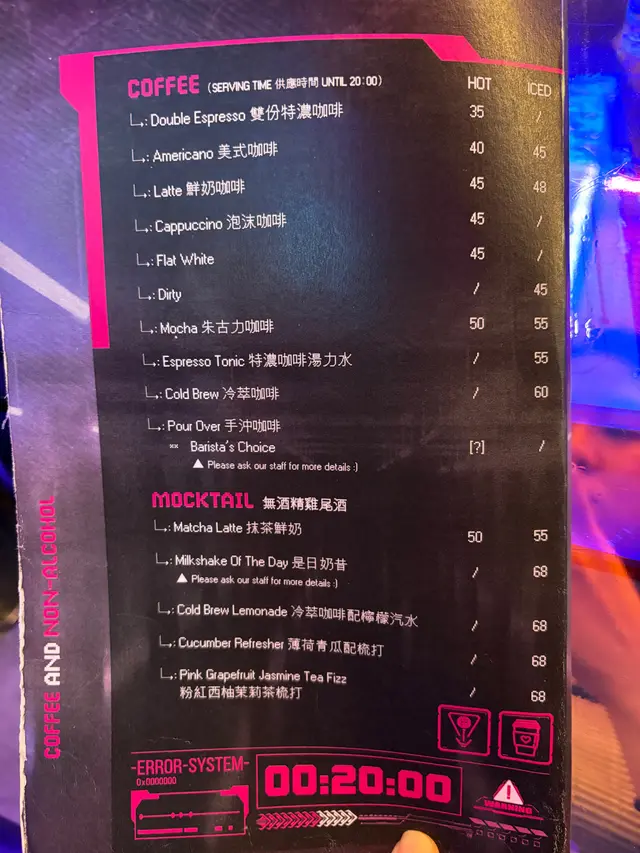 COFFEE (SERVING TIME 供應時間 UNTIL 20:00) HOT ICED
Double Espresso 雙份特濃咖啡 35 /
Americano 美式咖啡 40 45
Latte 鮮奶咖啡 45 48
Cappuccino 泡沫咖啡 45 /
Flat White 45 /
Dirty / 45
Mocha 朱古力咖啡 50 55
Espresso Tonic 特濃咖啡湯力水 / 55
Cold Brew 冷萃咖啡 / 60
Pour Over 手沖咖啡
×× Barista's Choice [?] /
Please ask our staff for more details :)
MOCKTAIL 無酒精雞尾酒
Matcha Latte 抹茶鮮奶 50 55
Milkshake Of The Day 是日奶昔 / 68
Please ask our staff for more details :)
Cold Brew Lemonade 冷萃咖啡配檸檬汽水 / 68
Cucumber Refresher 薄荷青瓜配梳打 / 68
Pink Grapefruit Jasmine Tea Fizz / 68
粉紅西柚茉莉茶梳打
COFFEE AND NON-ALCOHOL
-ERROR-SYSTEM-
0x0000000
00:20:00
WARNING